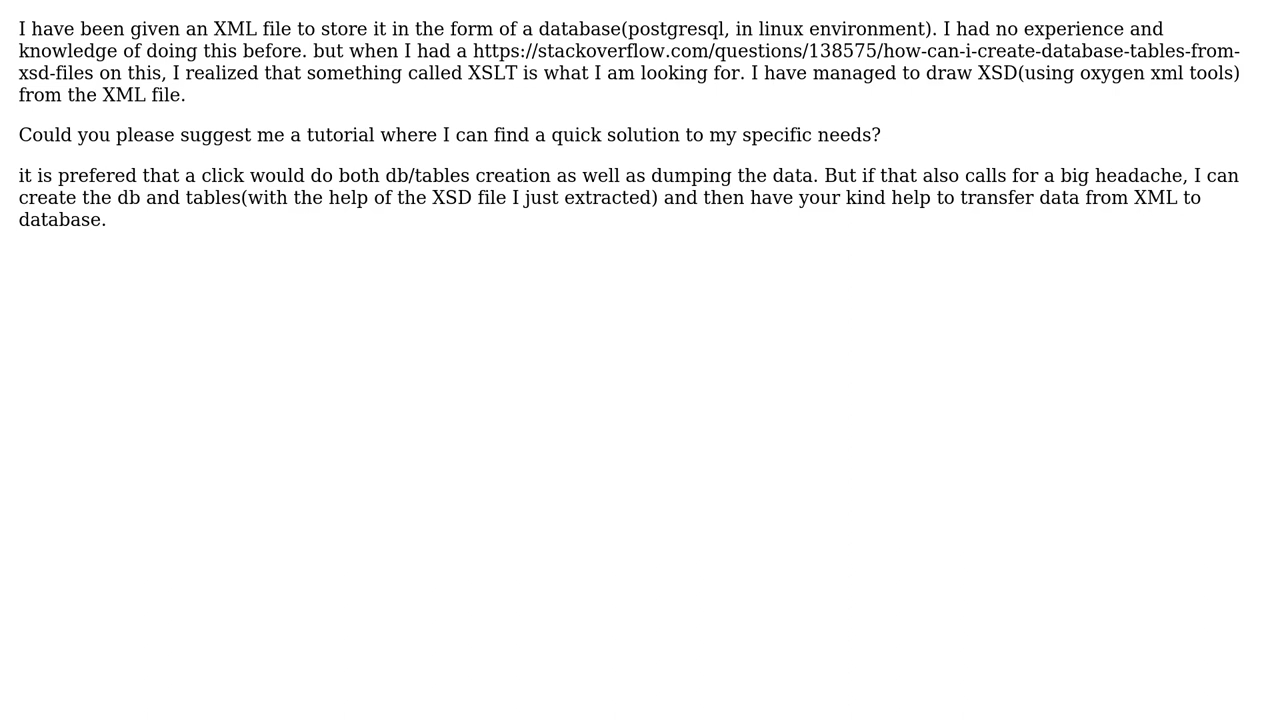 I have been given an XML file to store it in the form of a database(postgresql, in linux environment). I had no experience and
knowledge of doing this before. but when I had a https://stackoverflow.com/questions/138575/how-can-i-create-database-tables-from-
xsd-files on this, I realized that something called XSLT is what I am looking for. I have managed to draw XSD(using oxygen xml tools)
from the XML file.
Could you please suggest me a tutorial where I can find a quick solution to my specific needs?
it is prefered that a click would do both db/tables creation as well as dumping the data. But if that also calls for a big headache, I can
create the db and tables(with the help of the XSD file I just extracted) and then have your kind help to transfer data from XML to
database.